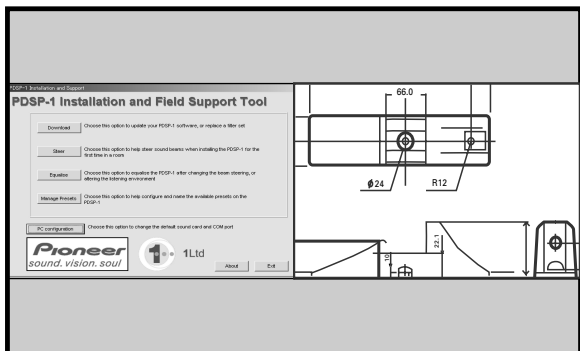 PDSP-1 Installation and Support
PDSP-1 Installation and Field Support Tool
Download
Choose this option to update your PDSP-1 software, or replace a filter set
Steer
Choose this option to help steer sound beams when installing the PDSP-1 for the
first time in a room
Equalise
Choose this option to equalise the PDSP-1 after changing the beam steering, or
altering the listening environment
Manage Presets
Choose this option to help configure and name the available presets on the
PDSP-1
PC configuration
Choose this option to change the default sound card and COM port
Pioneer
sound. vision. soul
1
1Ltd
About
Exit
66.0
ϕ24
R12
22.1
10